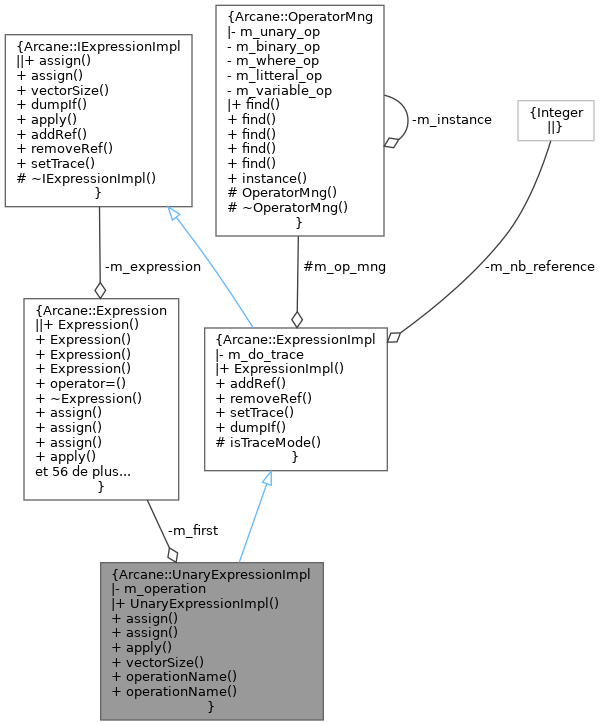 {Arcane::OperatorMng
|- m_unary_op
- m_binary_op
- m_where_op
- m_litteral_op
- m_variable_op
|+ find()
+ find()
+ find()
+ find()
+ find()
+ instance()
# OperatorMng()
# ~OperatorMng()
}
-m_instance
{Arcane::IExpressionImpl
||+ assign()
+ assign()
+ vectorSize()
+ dumpIf()
+ apply()
+ addRef()
+ removeRef()
+ setTrace()
# ~IExpressionImpl()
}
{Integer
||}
-m_expression
#m_op_mng
-m_nb_reference
{Arcane::Expression
||+ Expression()
+ Expression()
+ Expression()
+ Expression()
+ operator=()
+ ~Expression()
+ assign()
+ assign()
+ assign()
+ apply()
et 56 de plus...
}
{Arcane::ExpressionImpl
|- m_do_trace
|+ ExpressionImpl()
+ addRef()
+ removeRef()
+ setTrace()
+ dumpIf()
# isTraceMode()
}
-m_first
{Arcane::UnaryExpressionImpl
|- m_operation
|+ UnaryExpressionImpl()
+ assign()
+ assign()
+ apply()
+ vectorSize()
+ operationName()
+ operationName()
}